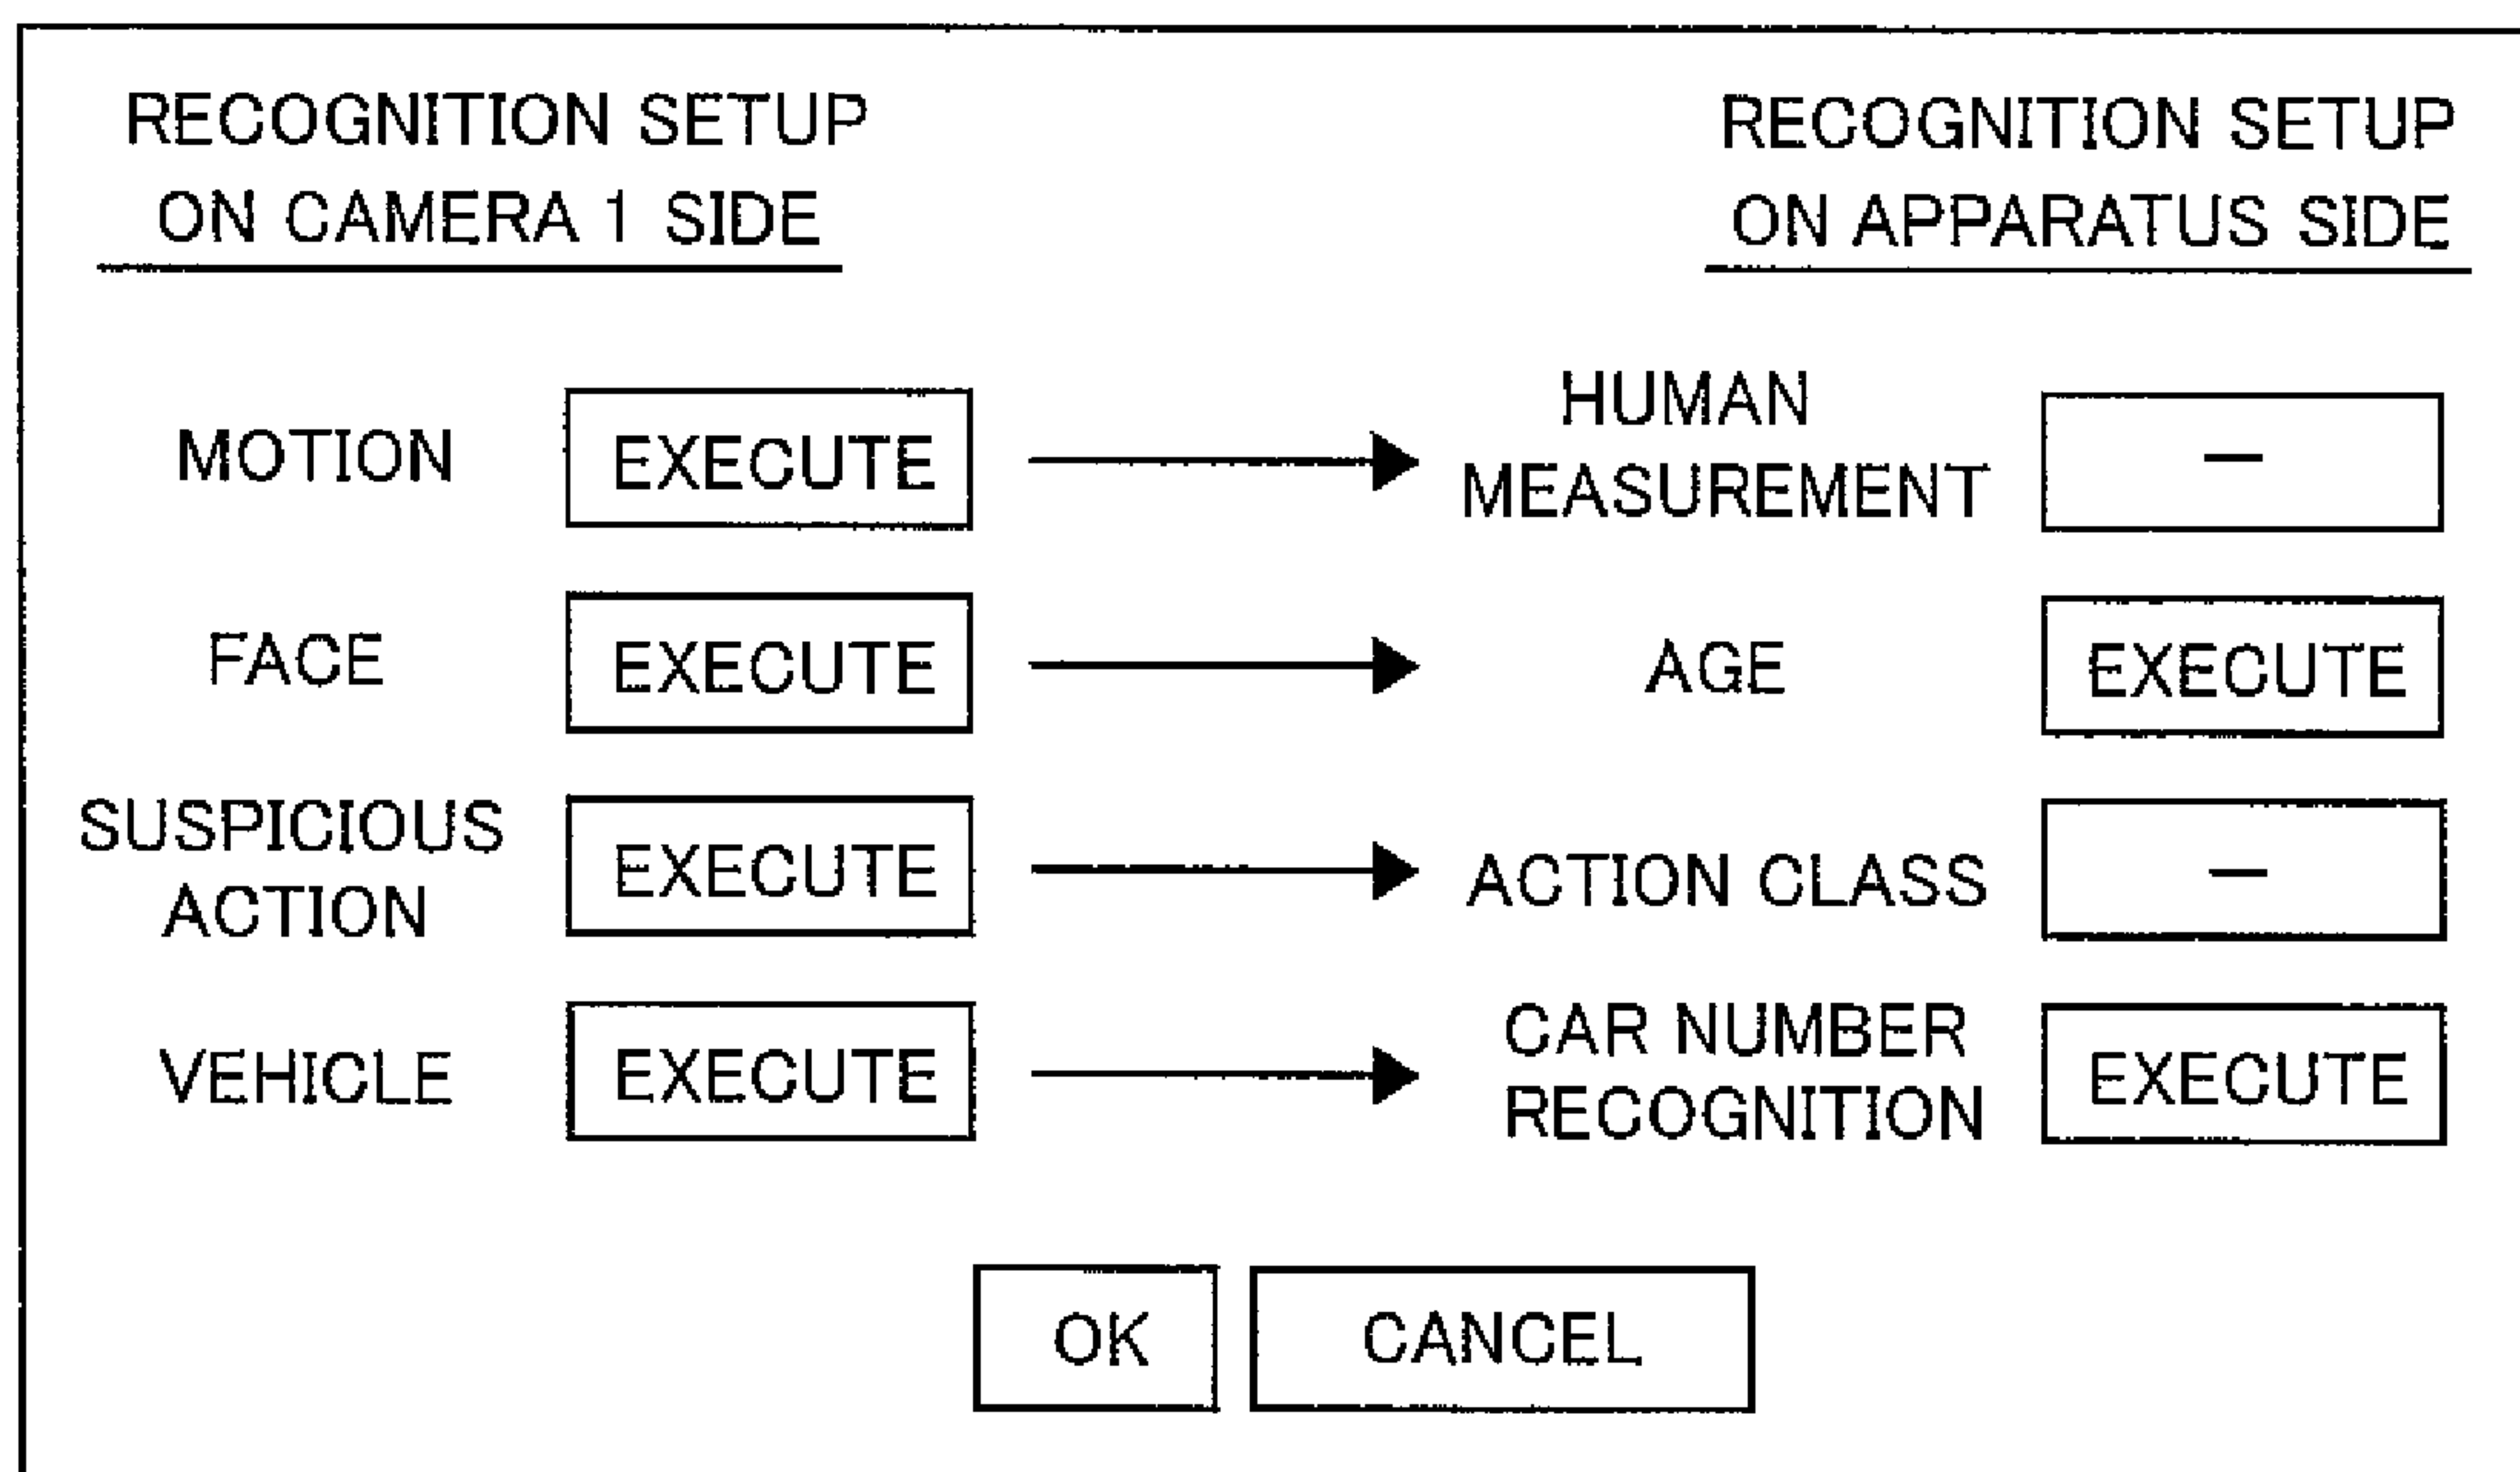 RECOGNITION SETUP
ON CAMERA 1 SIDE
RECOGNITION SETUP
ON APPARATUS SIDE
MOTION
EXECUTE
HUMAN
MEASUREMENT
—
FACE
EXECUTE
AGE
EXECUTE
SUSPICIOUS
ACTION
EXECUTE
ACTION CLASS
—
VEHICLE
EXECUTE
CAR NUMBER
RECOGNITION
EXECUTE
OK
CANCEL